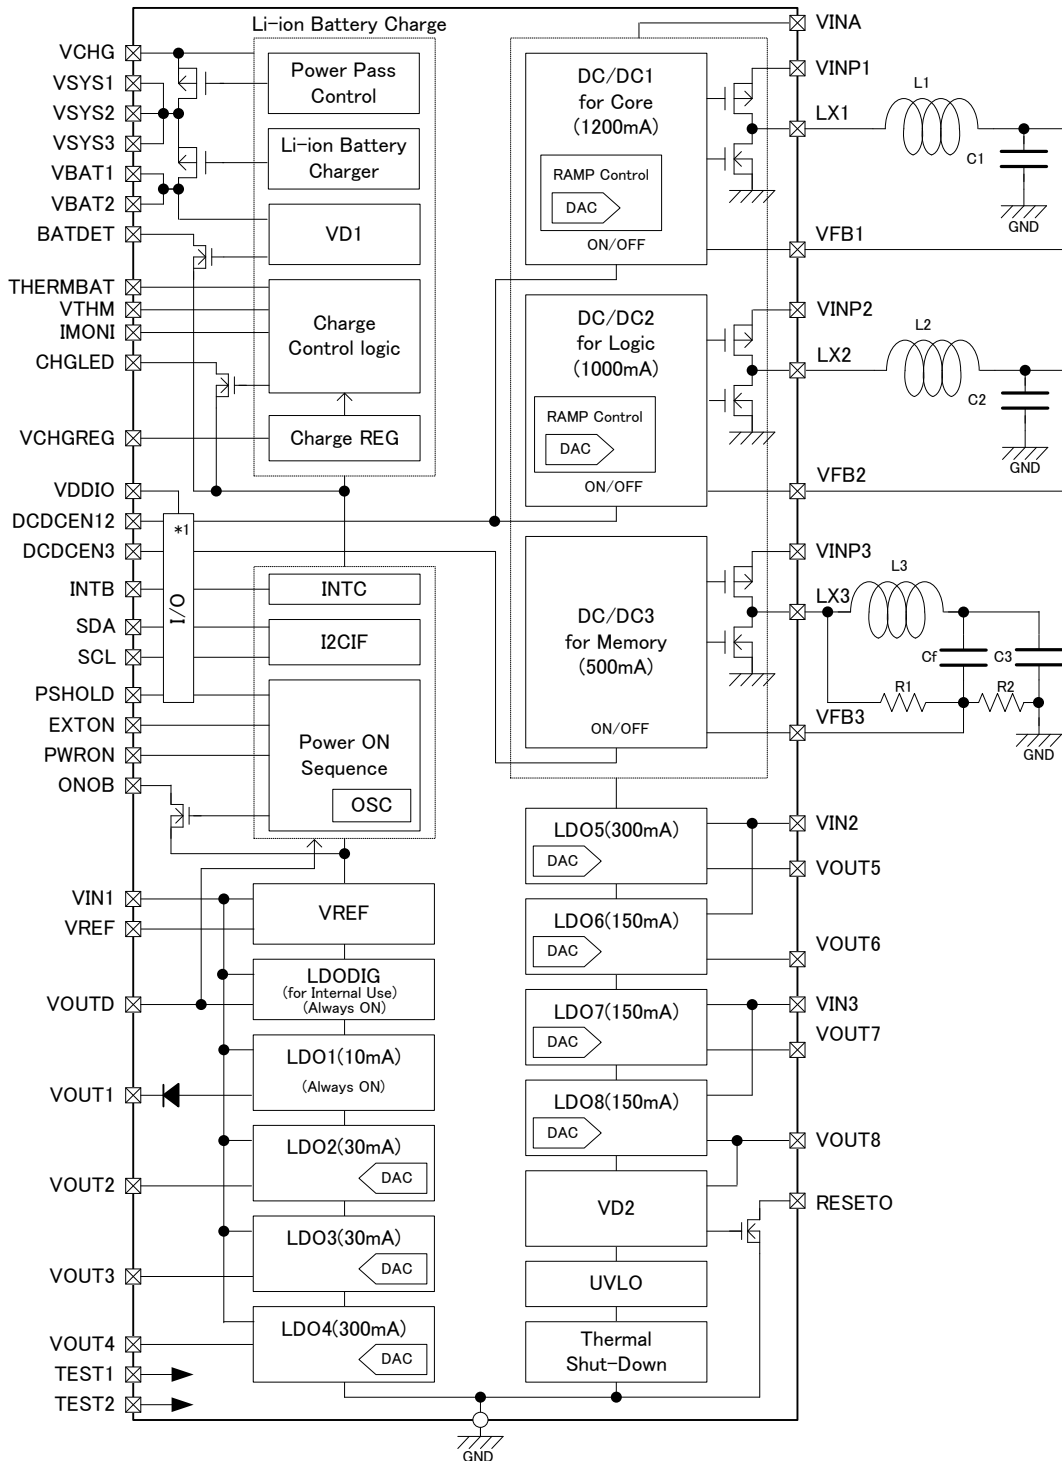 Li-ion Battery Charge
VCHG
VSYS1
VSYS2
VSYS3
VBAT1
VBAT2
BATDET
THERMBAT
VTHM
IMONI
CHGLED
VCHGREG
VDDIO
DCDCEN12
DCDCEN3
INTB
SDA
SCL
PSHOLD
EXTON
PWRON
ONOB
VIN1
VREF
VOUTD
VOUT1
VOUT2
VOUT3
VOUT4
TEST1
TEST2
Power Pass
Control
Li-ion Battery
Charger
VD1
Charge
Control logic
Charge REG
*1
I/O
INTC
I2CIF
Power ON
Sequence
OSC
VREF
LDODIG
(for Internal Use)
(Always ON)
LDO1(10mA)
(Always ON)
LDO2(30mA)
DAC
LDO3(30mA)
DAC
LDO4(300mA)
DAC
GND
DC/DC1
for Core
(1200mA)
RAMP Control
DAC
ON/OFF
DC/DC2
for Logic
(1000mA)
RAMP Control
DAC
ON/OFF
DC/DC3
for Memory
(500mA)
ON/OFF
LDO5(300mA)
DAC
LDO6(150mA)
DAC
LDO7(150mA)
DAC
LDO8(150mA)
DAC
VD2
UVLO
Thermal
Shut-Down
VINA
VINP1
LX1
L1
C1
GND
VFB1
VINP2
LX2
L2
C2
GND
VFB2
VINP3
LX3
L3
Cf
C3
R1
R2
VFB3
GND
VIN2
VOUT5
VOUT6
VIN3
VOUT7
VOUT8
RESETO